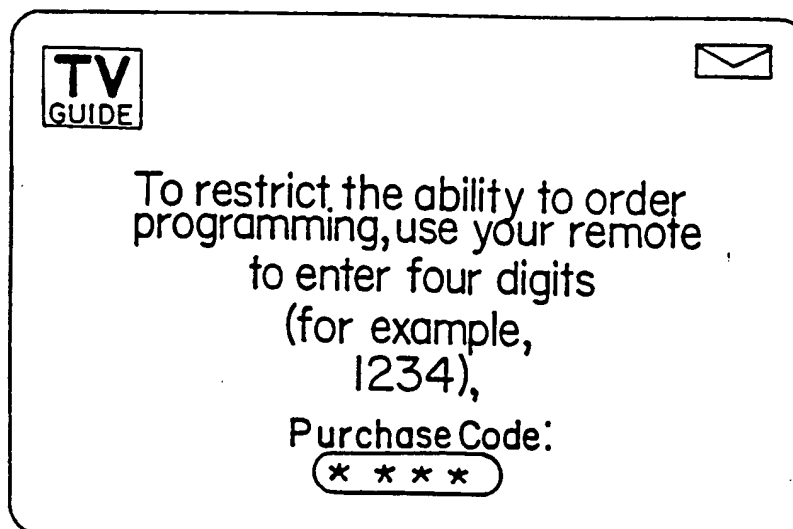 TV
GUIDE
To restrict the ability to order
programming, use your remote
to enter four digits
(for example,
1234),
Purchase Code:
* * * *